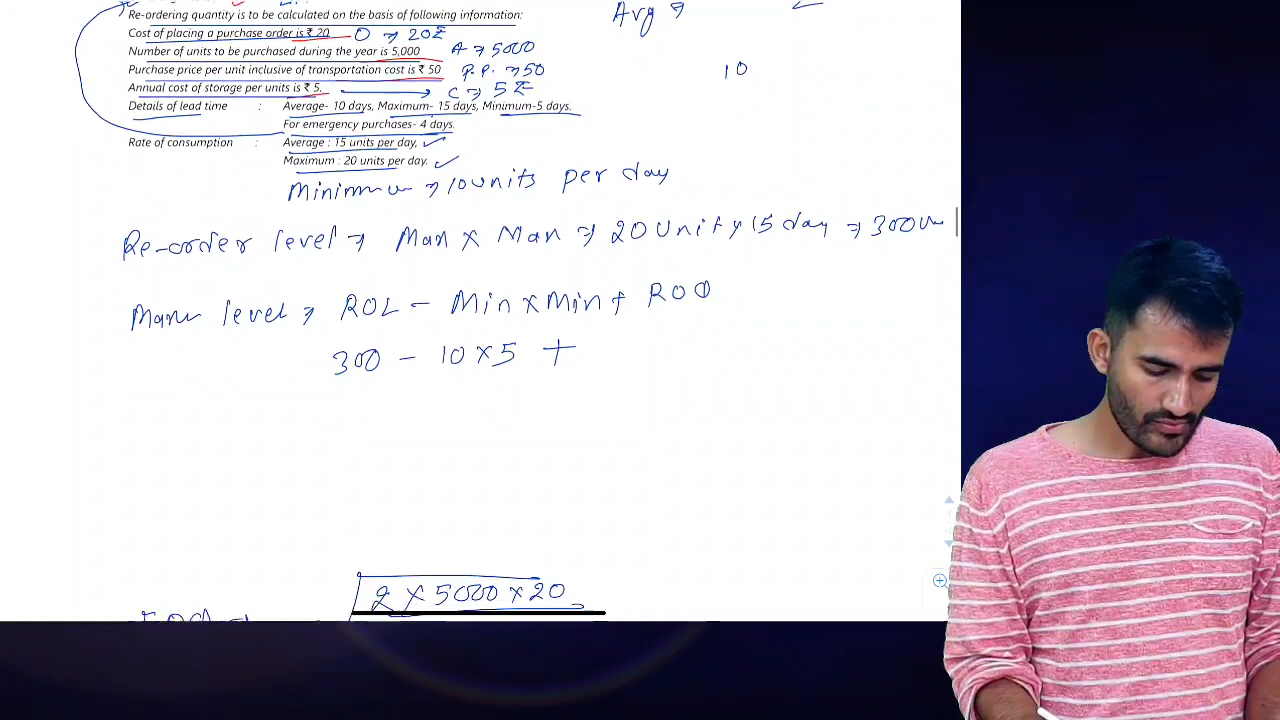 Re-ordering quantity is to be calculated on the basis of following information:
Avg →
Cost of placing a purchase order is ₹ 20 O → 20₹
Number of units to be purchased during the year is 5,000 A → 5000
Purchase price per unit inclusive of transportation cost is ₹ 50 P.P. → 50
10
Annual cost of storage per units is ₹ 5. C → 5₹
Details of lead time : Average- 10 days, Maximum- 15 days, Minimum-5 days.
For emergency purchases- 4 days.
Rate of consumption : Average : 15 units per day,
Maximum : 20 units per day.
Minimum → 10 units per day
Re-order level → Max × Max → 20 Unit × 15 day → 300
level → ROL - Min × Min + ROQ
300 - 10 × 5 +
2 × 5000 × 20